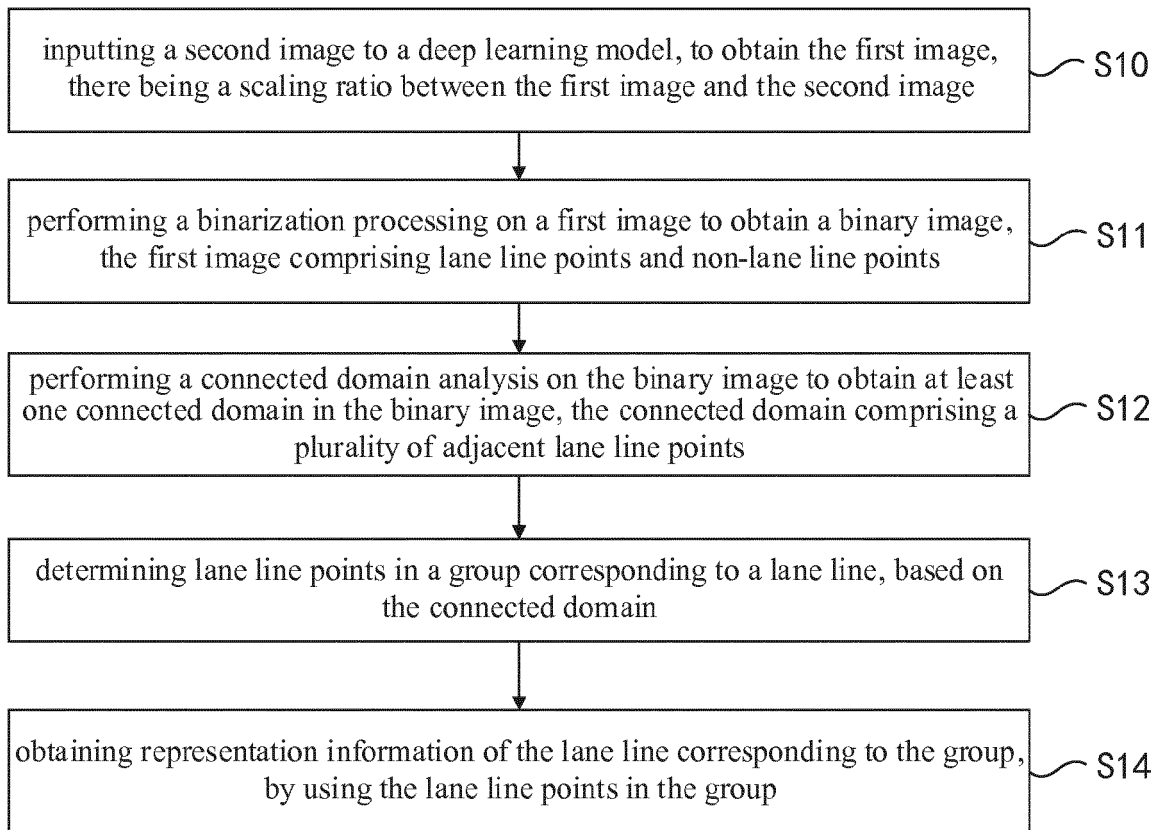 inputting a second image to a deep learning model, to obtain the first image,
there being a scaling ratio between the first image and the second image
S10
performing a binarization processing on a first image to obtain a binary image,
the first image comprising lane line points and non-lane line points
S11
performing a connected domain analysis on the binary image to obtain at least
one connected domain in the binary image, the connected domain comprising a
plurality of adjacent lane line points
S12
determining lane line points in a group corresponding to a lane line, based on
the connected domain
S13
obtaining representation information of the lane line corresponding to the group,
by using the lane line points in the group
S14